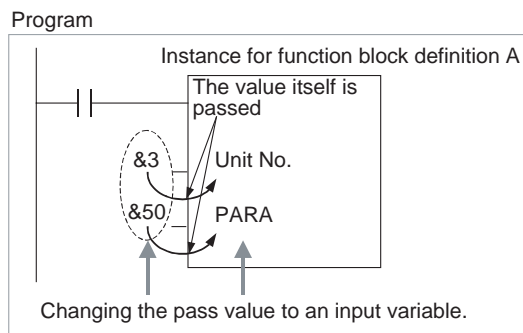 Program
Instance for function block definition A
The value itself is
passed
&3
Unit No.
&50
PARA
Changing the pass value to an input variable.